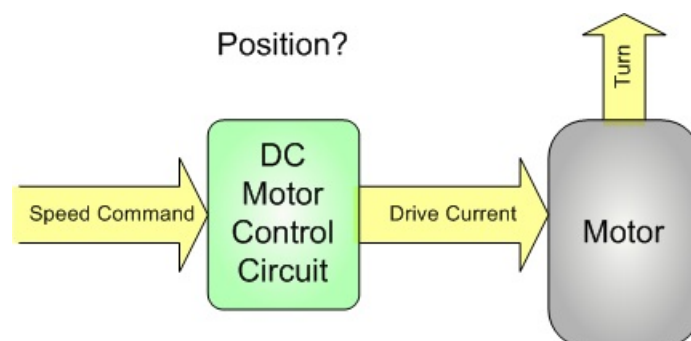 Position?
Turn
Speed Command
DC
Motor
Control
Circuit
Drive Current
Motor